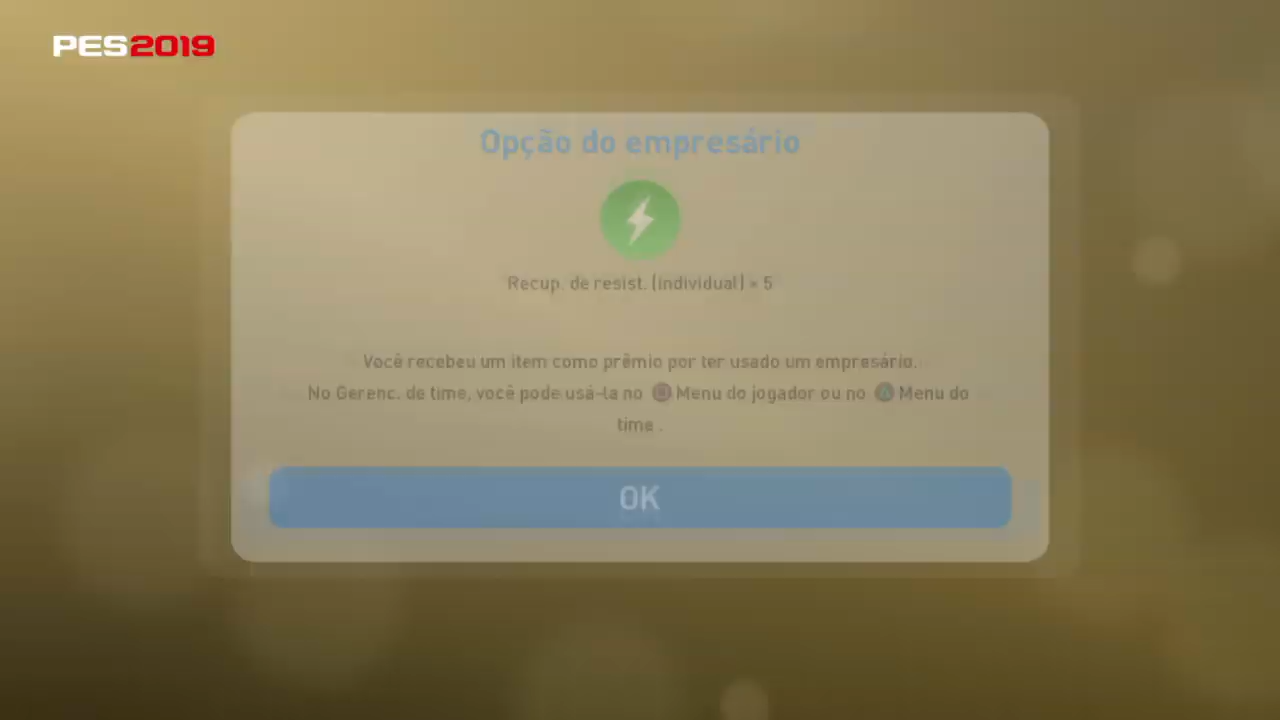 PES2019
Opção do empresário
Recup. de resist. (individual) × 5
Você recebeu um item como prêmio por ter usado um empresário.
No Gerenc. de time, você pode usá-la no Menu do jogador ou no Menu do
time .
OK